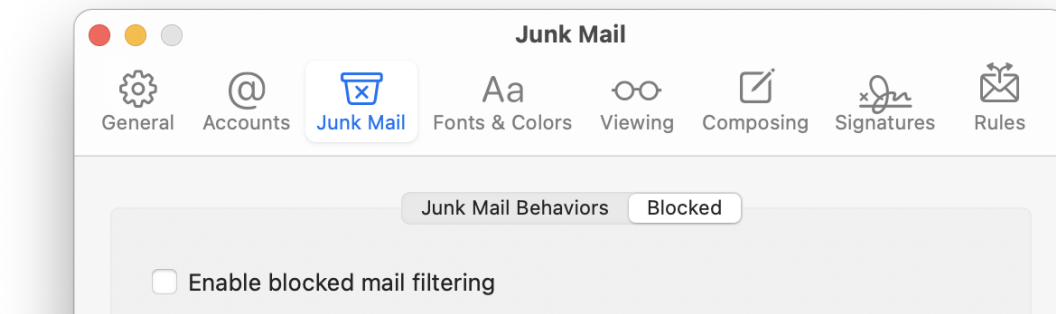 Junk Mail
General Accounts Junk Mail Fonts & Colors Viewing Composing Signatures Rules
Junk Mail Behaviors Blocked
Enable blocked mail filtering